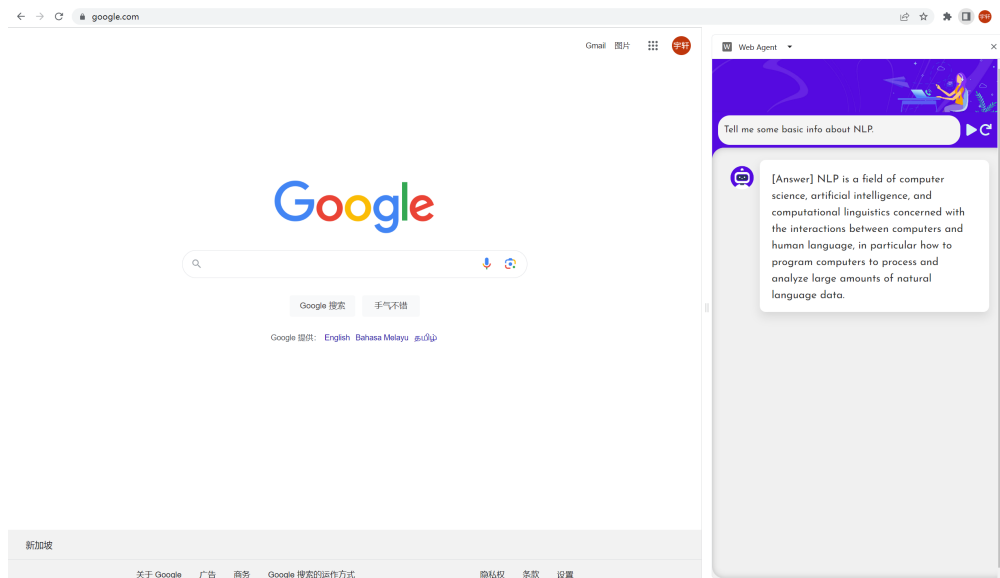 google.com
宇轩
Gmail 图片
宇轩
Google
Google 搜索 手气不错
Google 提供： English Bahasa Melayu தமிழ்
新加坡
关于 Google 广告 商务 Google 搜索的运作方式 隐私权 条款 设置
W Web Agent
Tell me some basic info about NLP.
[Answer] NLP is a field of computer
science, artificial intelligence, and
computational linguistics concerned with
the interactions between computers and
human language, in particular how to
program computers to process and
analyze large amounts of natural
language data.